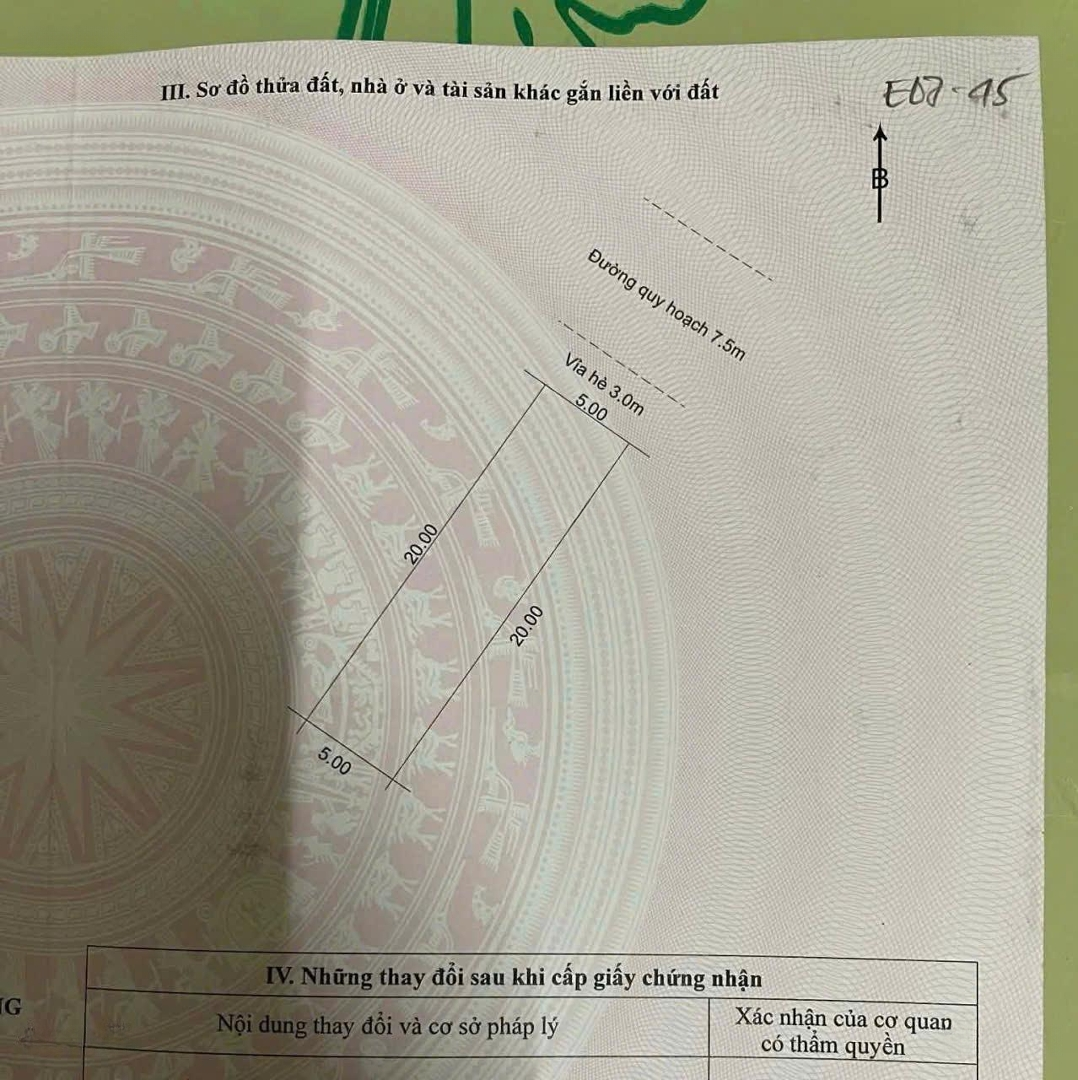 III. Sơ đồ thửa đất, nhà ở và tài sản khác gắn liền với đất
B
Đường quy hoạch 7.5m
Vỉa hè 3.0m
5.00
20.00
20.00
5.00
IV. Những thay đổi sau khi cấp giấy chứng nhận
NG
Nội dung thay đổi và cơ sở pháp lý
Xác nhận của cơ quan
có thẩm quyền